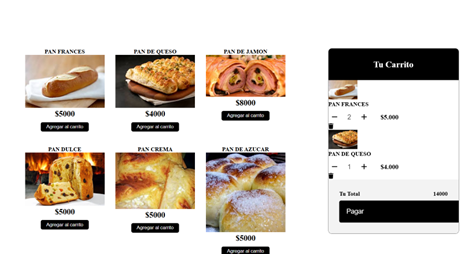 PAN FRANCES
PAN DE QUESO
PAN DE JAMON
$5000
$4000
$8000
Agregar al carrito
Agregar al carrito
Agregar al carrito
PAN DULCE
PAN CREMA
PAN DE AZUCAR
$5000
$5000
$5000
Agregar al carrito
Agregar al carrito
Agregar al carrito
Tu Carrito
PAN FRANCES
− 2 + $5.000
PAN DE QUESO
− 1 + $4.000
Tu Total 14000
Pagar